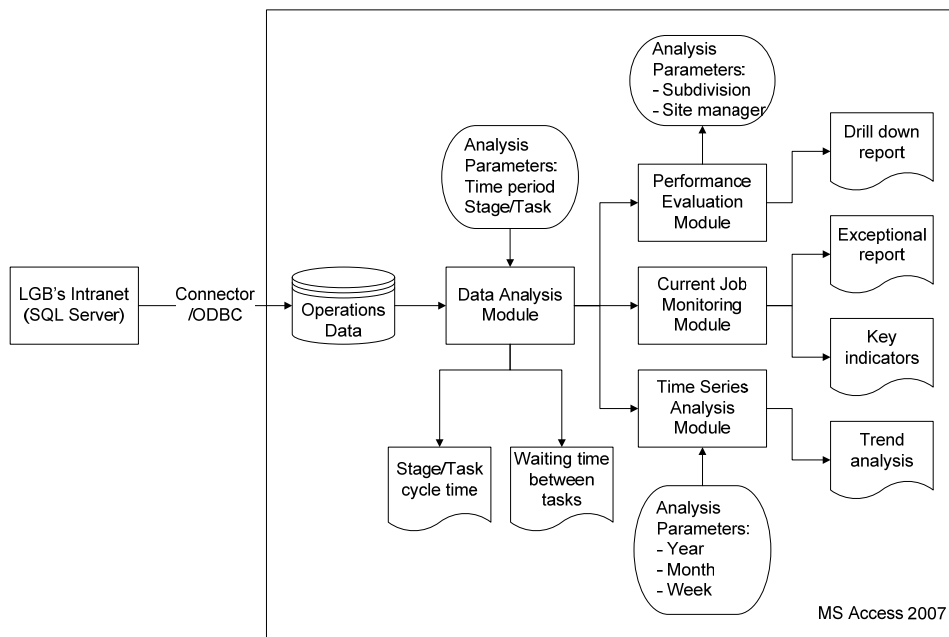 Analysis
Parameters:
- Subdivision
- Site manager
Drill down
report
Analysis
Parameters:
Time period
Stage/Task
Performance
Evaluation
Module
Exceptional
report
LGB's Intranet
(SQL Server)
Connector
/ODBC
Operations
Data
Data Analysis
Module
Current Job
Monitoring
Module
Key
indicators
Time Series
Analysis
Module
Stage/Task
cycle time
Waiting time
between
tasks
Trend
analysis
Analysis
Parameters:
- Year
- Month
- Week
MS Access 2007